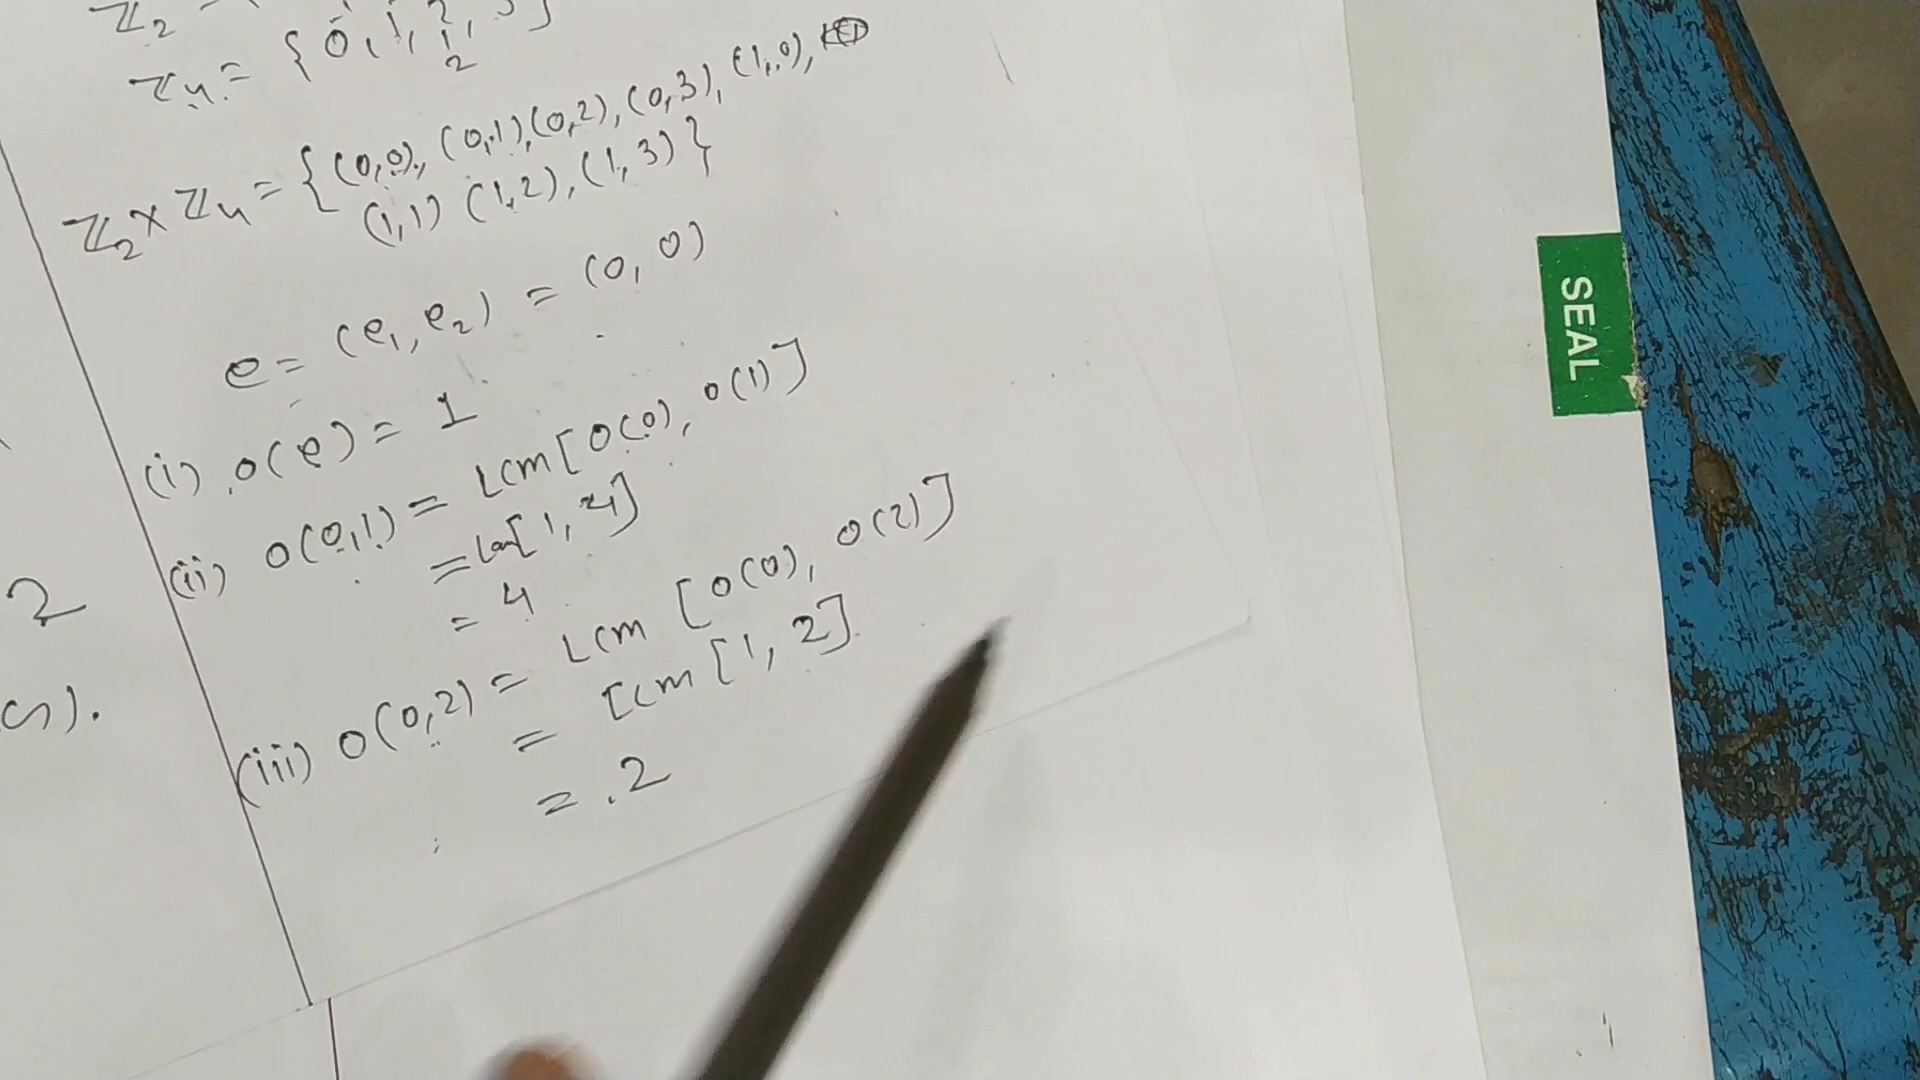 ℤ₂
ℤ₄ = {0, 1, 2, 3}
2
ℤ₂ × ℤ₄ = {(0,0), (0,1), (0,2), (0,3), (1,0),
(1,1) (1,2), (1,3)}
e = (e₁, e₂) = (0, 0)
(i) o(e) = 1
(ii) o(0,1) = Lcm [o(0), o(1)]
= Lcm [1, 4]
= 4
(iii) o(0,2) = Lcm [o(0), o(2)]
= Lcm [1, 2]
= 2
2
SEAL